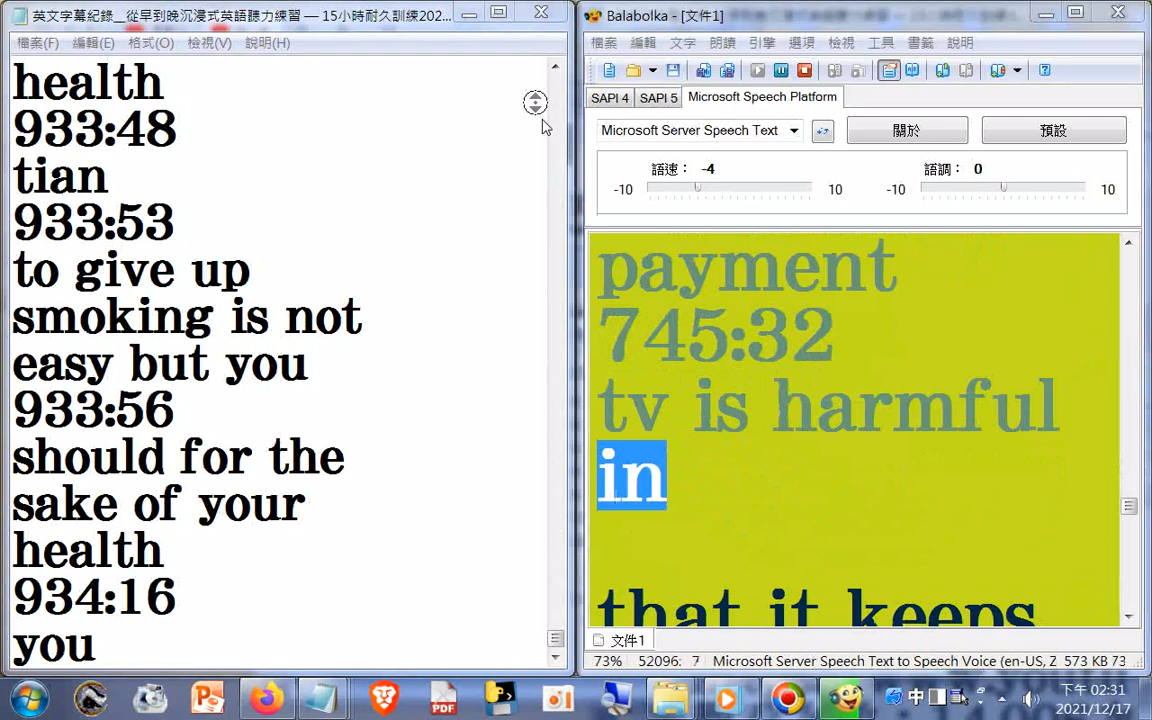 英文字幕紀錄__從早到晚沉浸式英語聽力練習 — 15小時耐久訓練202...
檔案(F) 編輯(E) 格式(O) 檢視(V) 說明(H)
health
933:48
tian
933:53
to give up
smoking is not
easy but you
933:56
should for the
sake of your
health
934:16
you
Balabolka - [文件1]
檔案 編輯 文字 朗讀 引擎 選項 檢視 工具 書籤 說明
SAPI 4 SAPI 5 Microsoft Speech Platform
Microsoft Server Speech Text 關於 預設
語速： -4 語調： 0
-10 10 -10 10
payment
745:32
tv is harmful
in
that it keeps
文件1
73% 52096: 7 Microsoft Server Speech Text to Speech Voice (en-US, Z 573 KB 73
PDF 中 下午 02:31
2021/12/17